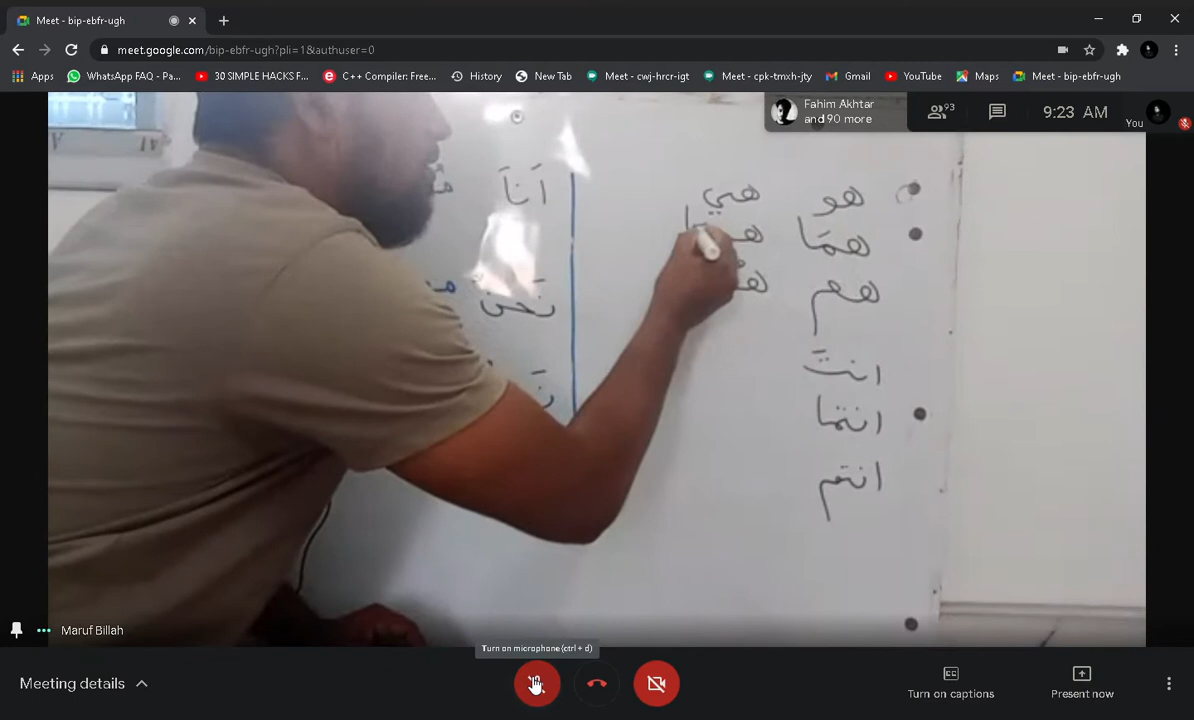 Meet - bip-ebfr-ugh
meet.google.com/bip-ebfr-ugh?pli=1&authuser=0
Apps
WhatsApp FAQ - Pa...
30 SIMPLE HACKS F...
C++ Compiler: Free...
History
New Tab
Meet - cwj-hrcr-igt
Meet - cpk-tmxh-jty
Gmail
YouTube
Maps
Meet - bip-ebfr-ugh
Fahim Akhtar
and 90 more
93
9:23 AM
You
V IV
هو هي
همَا
هم
انتَ
انتما
انتم
اَنَا
نَحن
Maruf Billah
Turn on microphone (ctrl + d)
Meeting details
Turn on captions
Present now